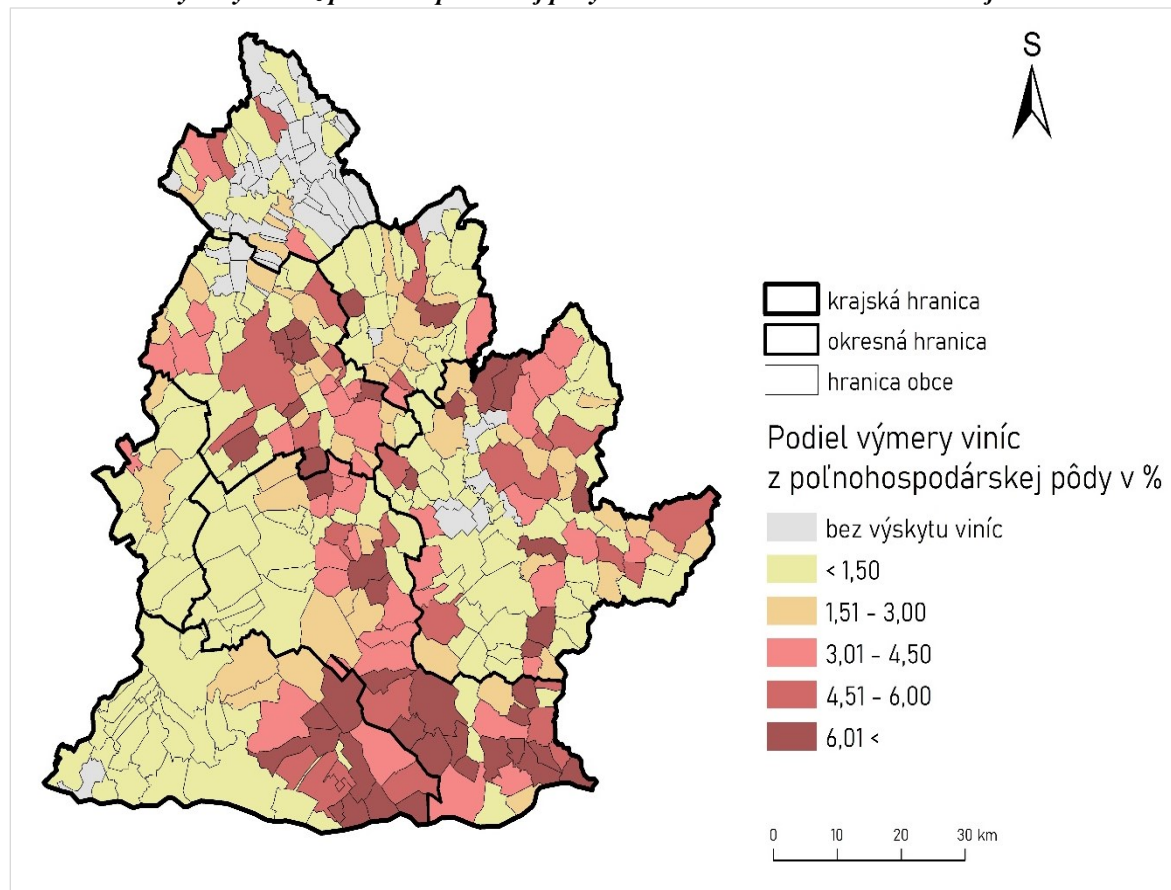 S
krajská hranica
okresná hranica
hranica obce
Podiel výmery viníc
z poľnohospodárskej pôdy v %
bez výskytu viníc
< 1,50
1,51 - 3,00
3,01 - 4,50
4,51 - 6,00
6,01 <
0 10 20 30 km